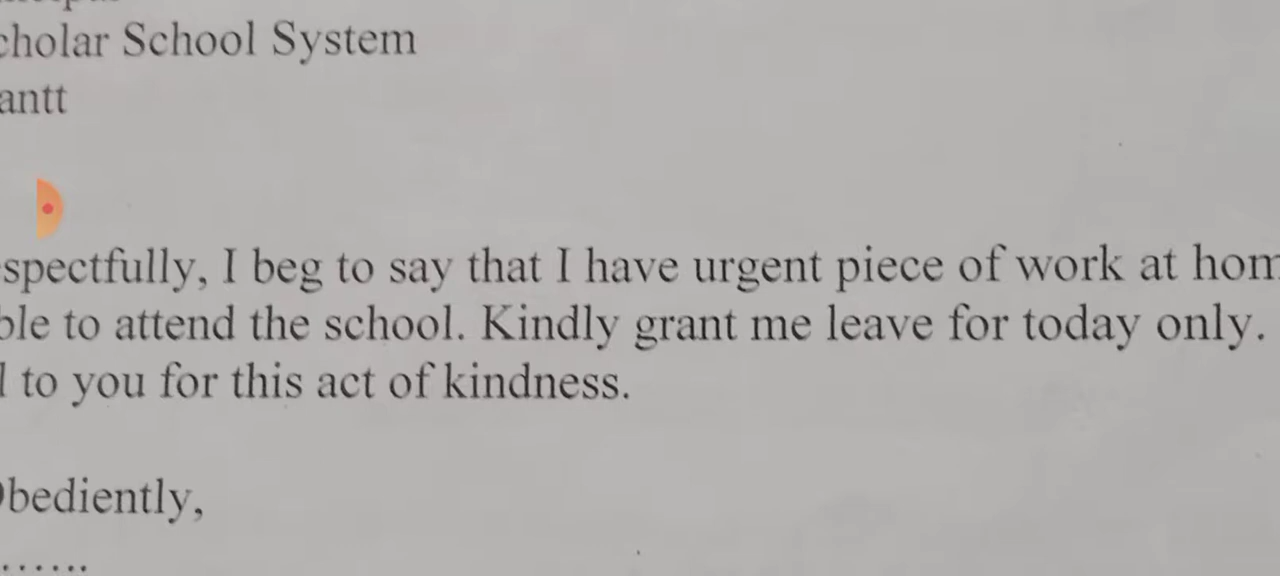 cholar School System
antt
spectfully, I beg to say that I have urgent piece of work at hom
ble to attend the school. Kindly grant me leave for today only.
l to you for this act of kindness.
Obediently,
......